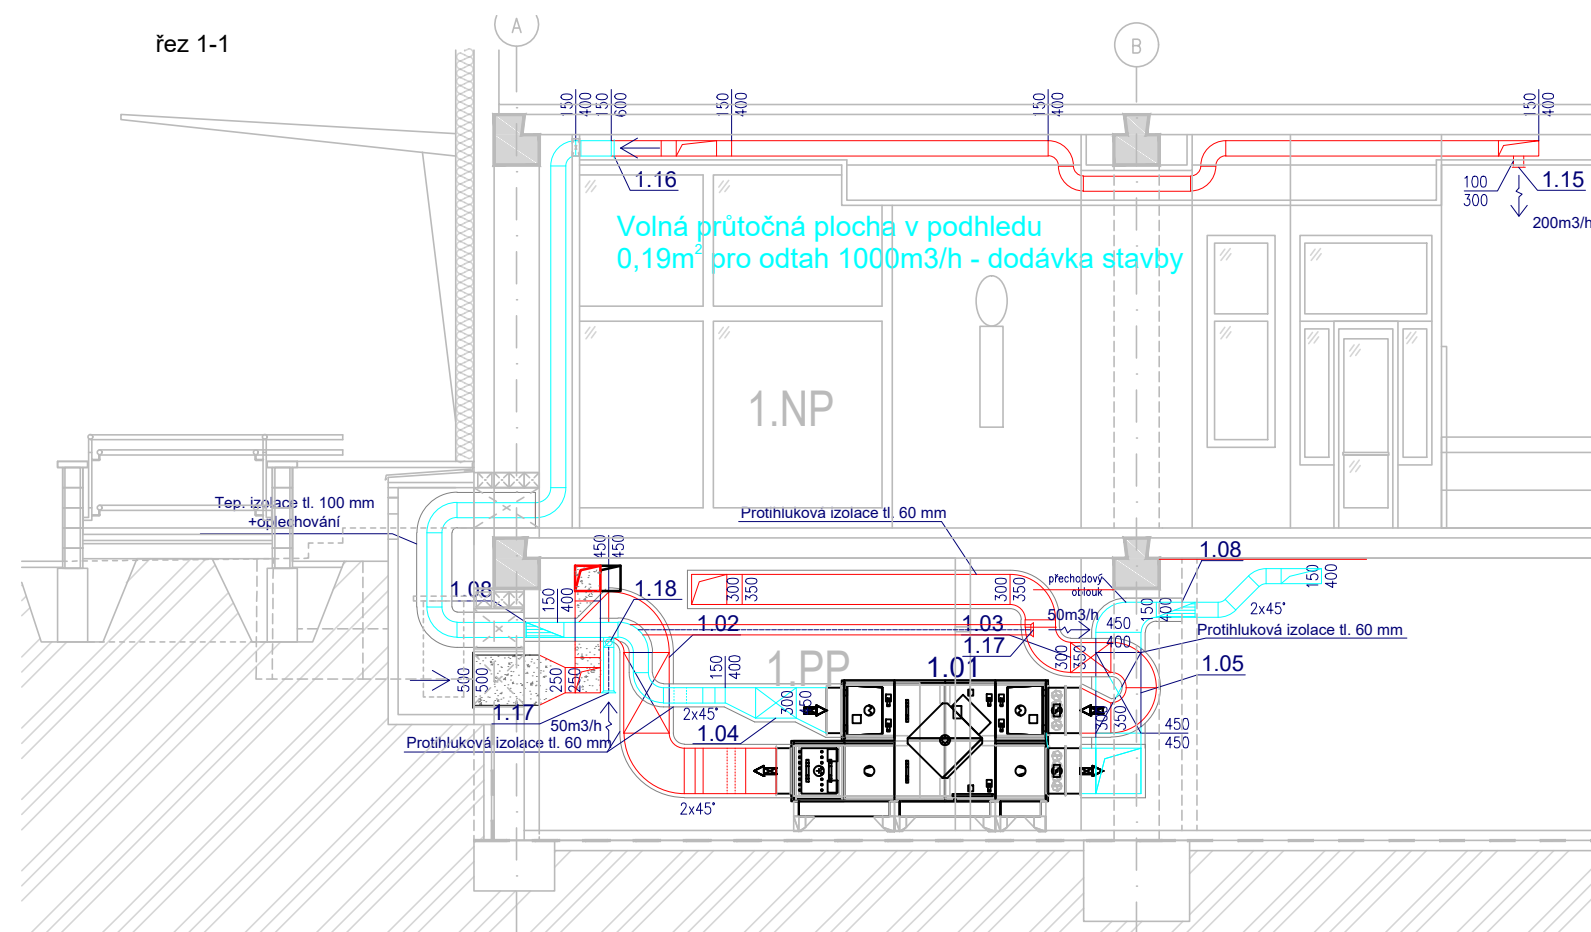 řez 1-1
A
B
150
400
150
600
150
400
150
400
150
400
1.16
100
300
1.15
200m3/h
Volná průtočná plocha v podhledu
0,19m² pro odtah 1000m3/h - dodávka stavby
1.NP
Tep. izolace tl. 100 mm
+oplechování
Protihluková izolace tl. 60 mm
450
450
1.08
150
400
1.18
300
350
300
350
přechodový
oblouk
1.08
150
400
2x45°
150
400
50m3/h
450
400
Protihluková izolace tl. 60 mm
1.02
1.03
1.17
300
350
1.05
1.PP
1.01
150
400
500
500
250
250
1.17
50m3/h
2x45°
300
450
1.04
300
350
450
450
Protihluková izolace tl. 60 mm
2x45°